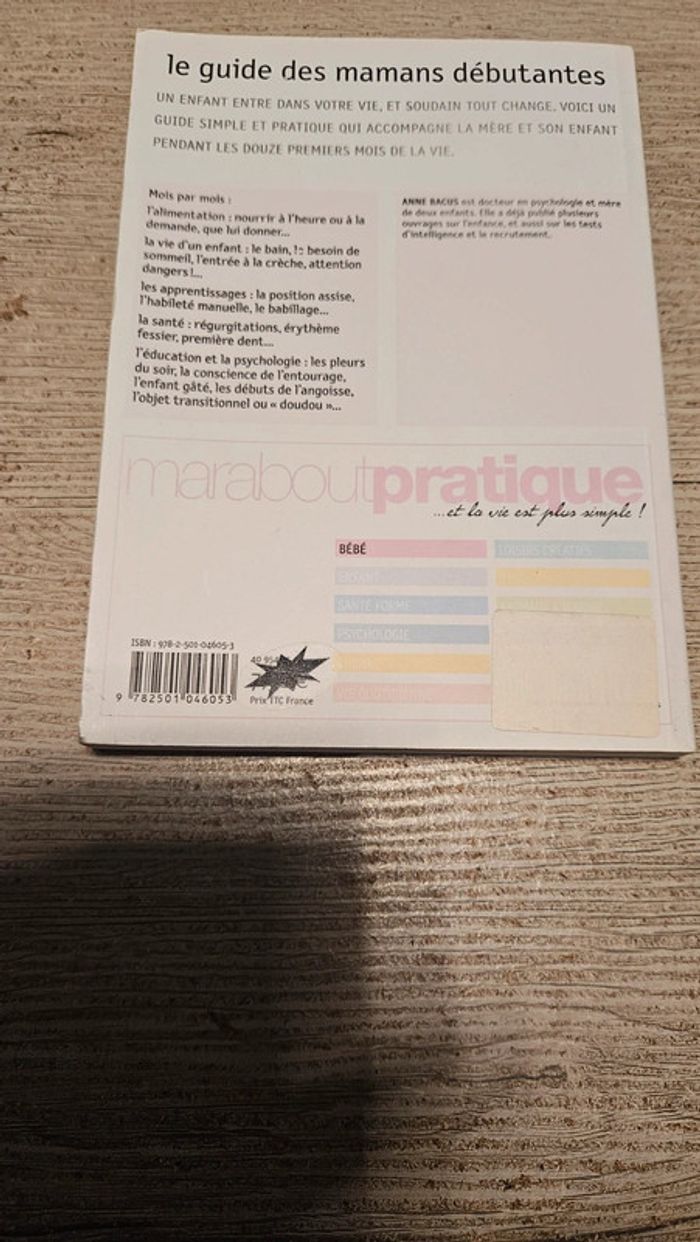 le guide des mamans débutantes
UN ENFANT ENTRE DANS VOTRE VIE, ET SOUDAIN TOUT CHANGE. VOICI UN
GUIDE SIMPLE ET PRATIQUE QUI ACCOMPAGNE LA MÈRE ET SON ENFANT
PENDANT LES DOUZE PREMIERS MOIS DE LA VIE.
Mois par mois :
l'alimentation : nourrir à l'heure ou à la
demande, que lui donner...
la vie d'un enfant : le bain, le besoin de
sommeil, l'entrée à la crèche, attention
dangers !...
les apprentissages : la position assise,
l'habileté manuelle, le babillage...
la santé : régurgitations, érythème
fessier, première dent...
l'éducation et la psychologie : les pleurs
du soir, la conscience de l'entourage,
l'enfant gâté, les débuts de l'angoisse,
l'objet transitionnel ou « doudou »...
ANNE BACUS est docteur en psychologie et mère
de deux enfants. Elle a déjà publié plusieurs
ouvrages sur l'enfance, et aussi sur les tests
d'intelligence et le recrutement.
maraboutpratique
...et la vie est plus simple !
BÉBÉ
LOISIRS CRÉATIFS
ENFANT
SANTÉ FORME
PSYCHOLOGIE
ISBN : 978-2-501-04605-3
9 782501 046053
Prix TTC France